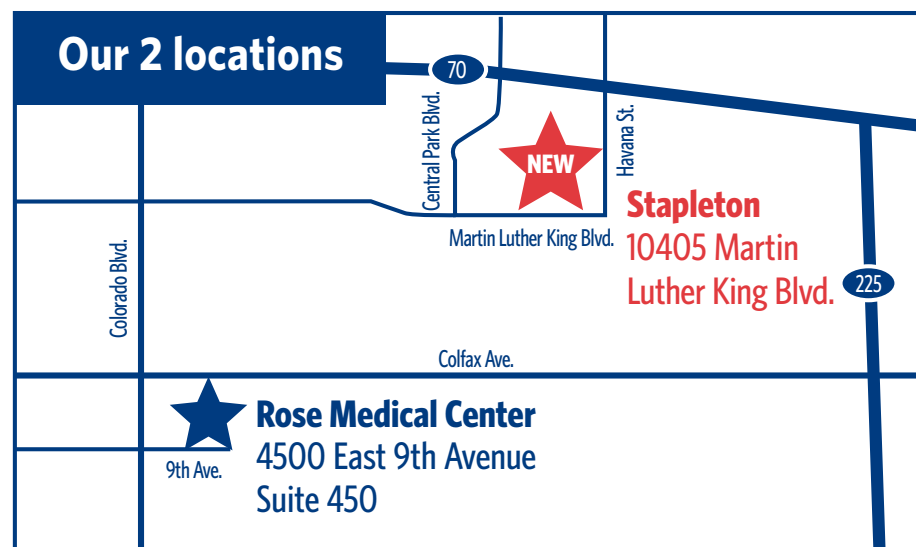 Our 2 locations
70
Central Park Blvd.
Havana St.
NEW
Stapleton
10405 Martin
Luther King Blvd.
Martin Luther King Blvd.
225
Colorado Blvd.
Colfax Ave.
Rose Medical Center
4500 East 9th Avenue
Suite 450
9th Ave.